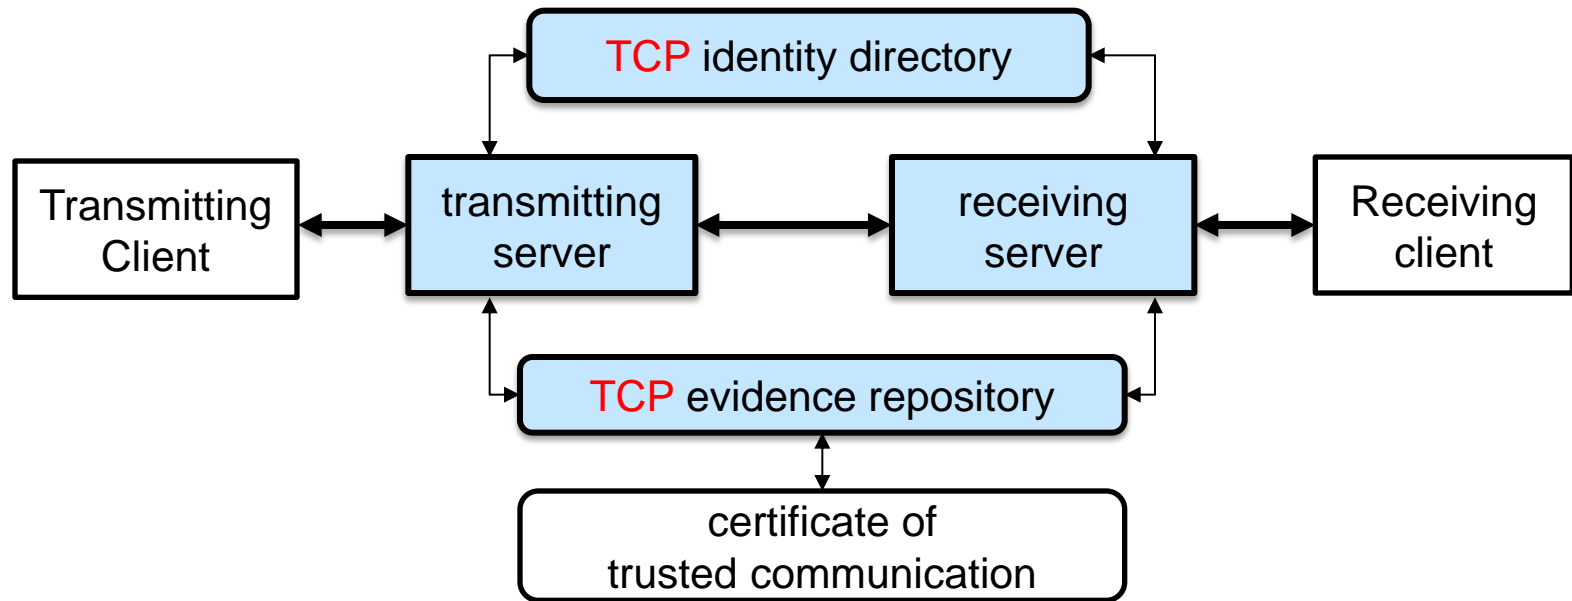 TCP identity directory
Transmitting
Client
transmitting
server
receiving
server
Receiving
client
TCP evidence repository
certificate of
trusted communication